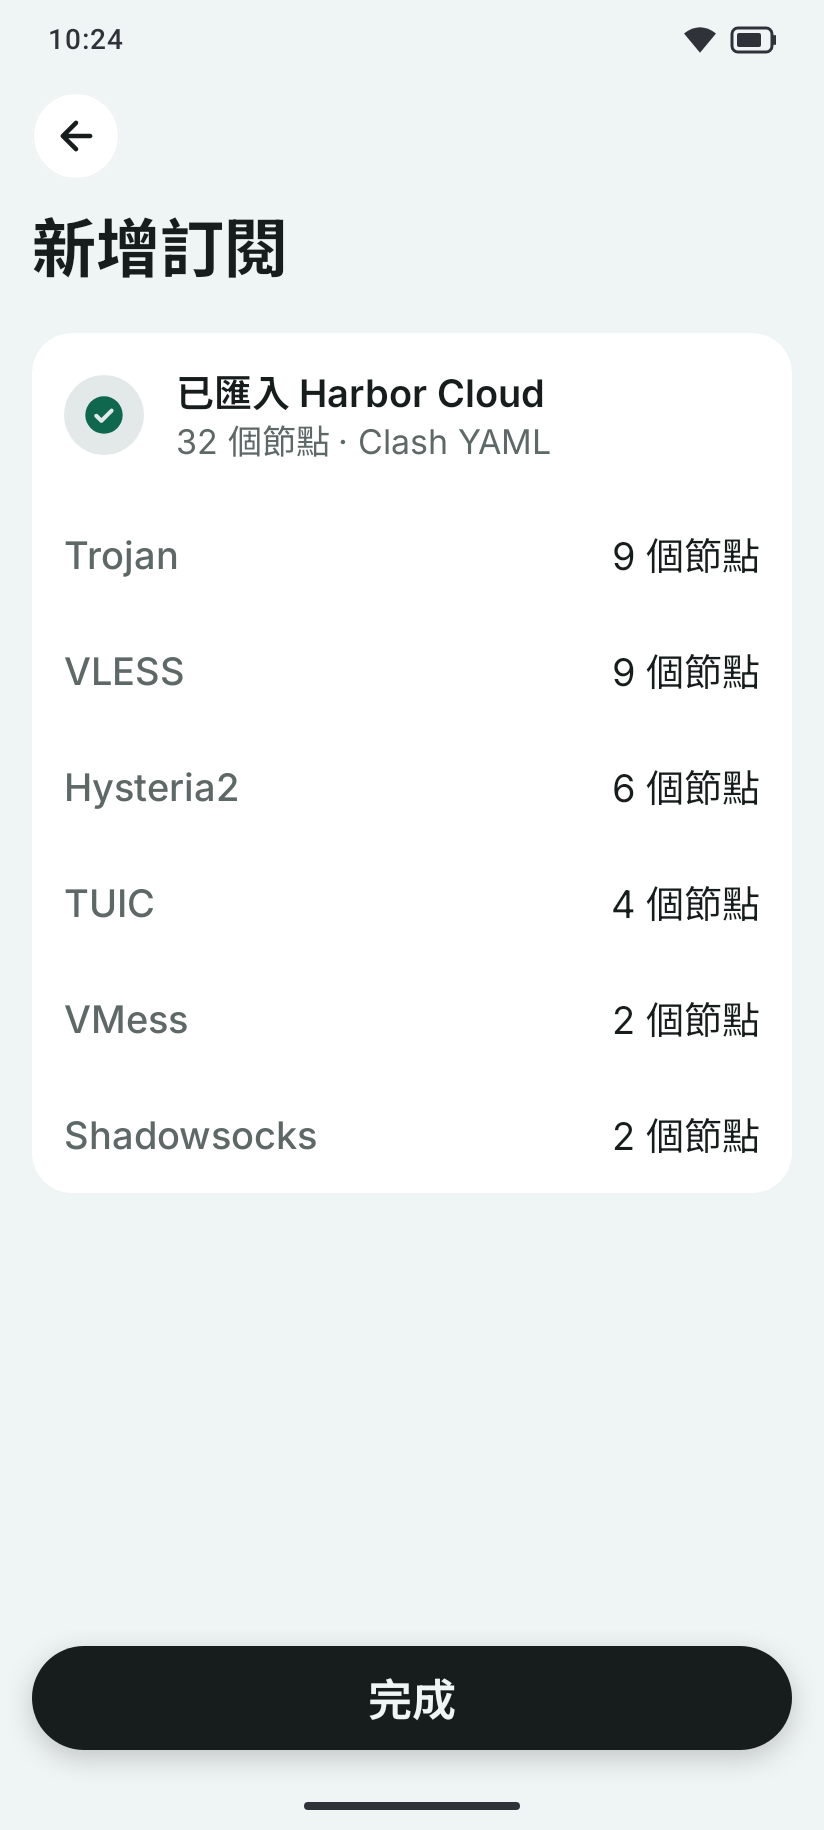 10:24
新增訂閱
已匯入 Harbor Cloud
32 個節點 · Clash YAML
Trojan 9 個節點
VLESS 9 個節點
Hysteria2 6 個節點
TUIC 4 個節點
VMess 2 個節點
Shadowsocks 2 個節點
完成